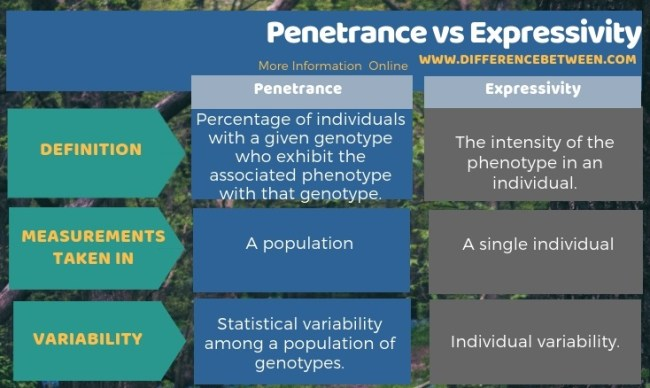 Penetrance vs Expressivity
More Information Online
WWW.DIFFERENCEBETWEEN.COM
Penetrance
Expressivity
DEFINITION
Percentage of individuals
with a given genotype
who exhibit the
associated phenotype
with that genotype.
The intensity of the
phenotype in an
individual.
MEASUREMENTS
TAKEN IN
A population
A single individual
VARIABILITY
Statistical variability
among a population of
genotypes.
Individual variability.